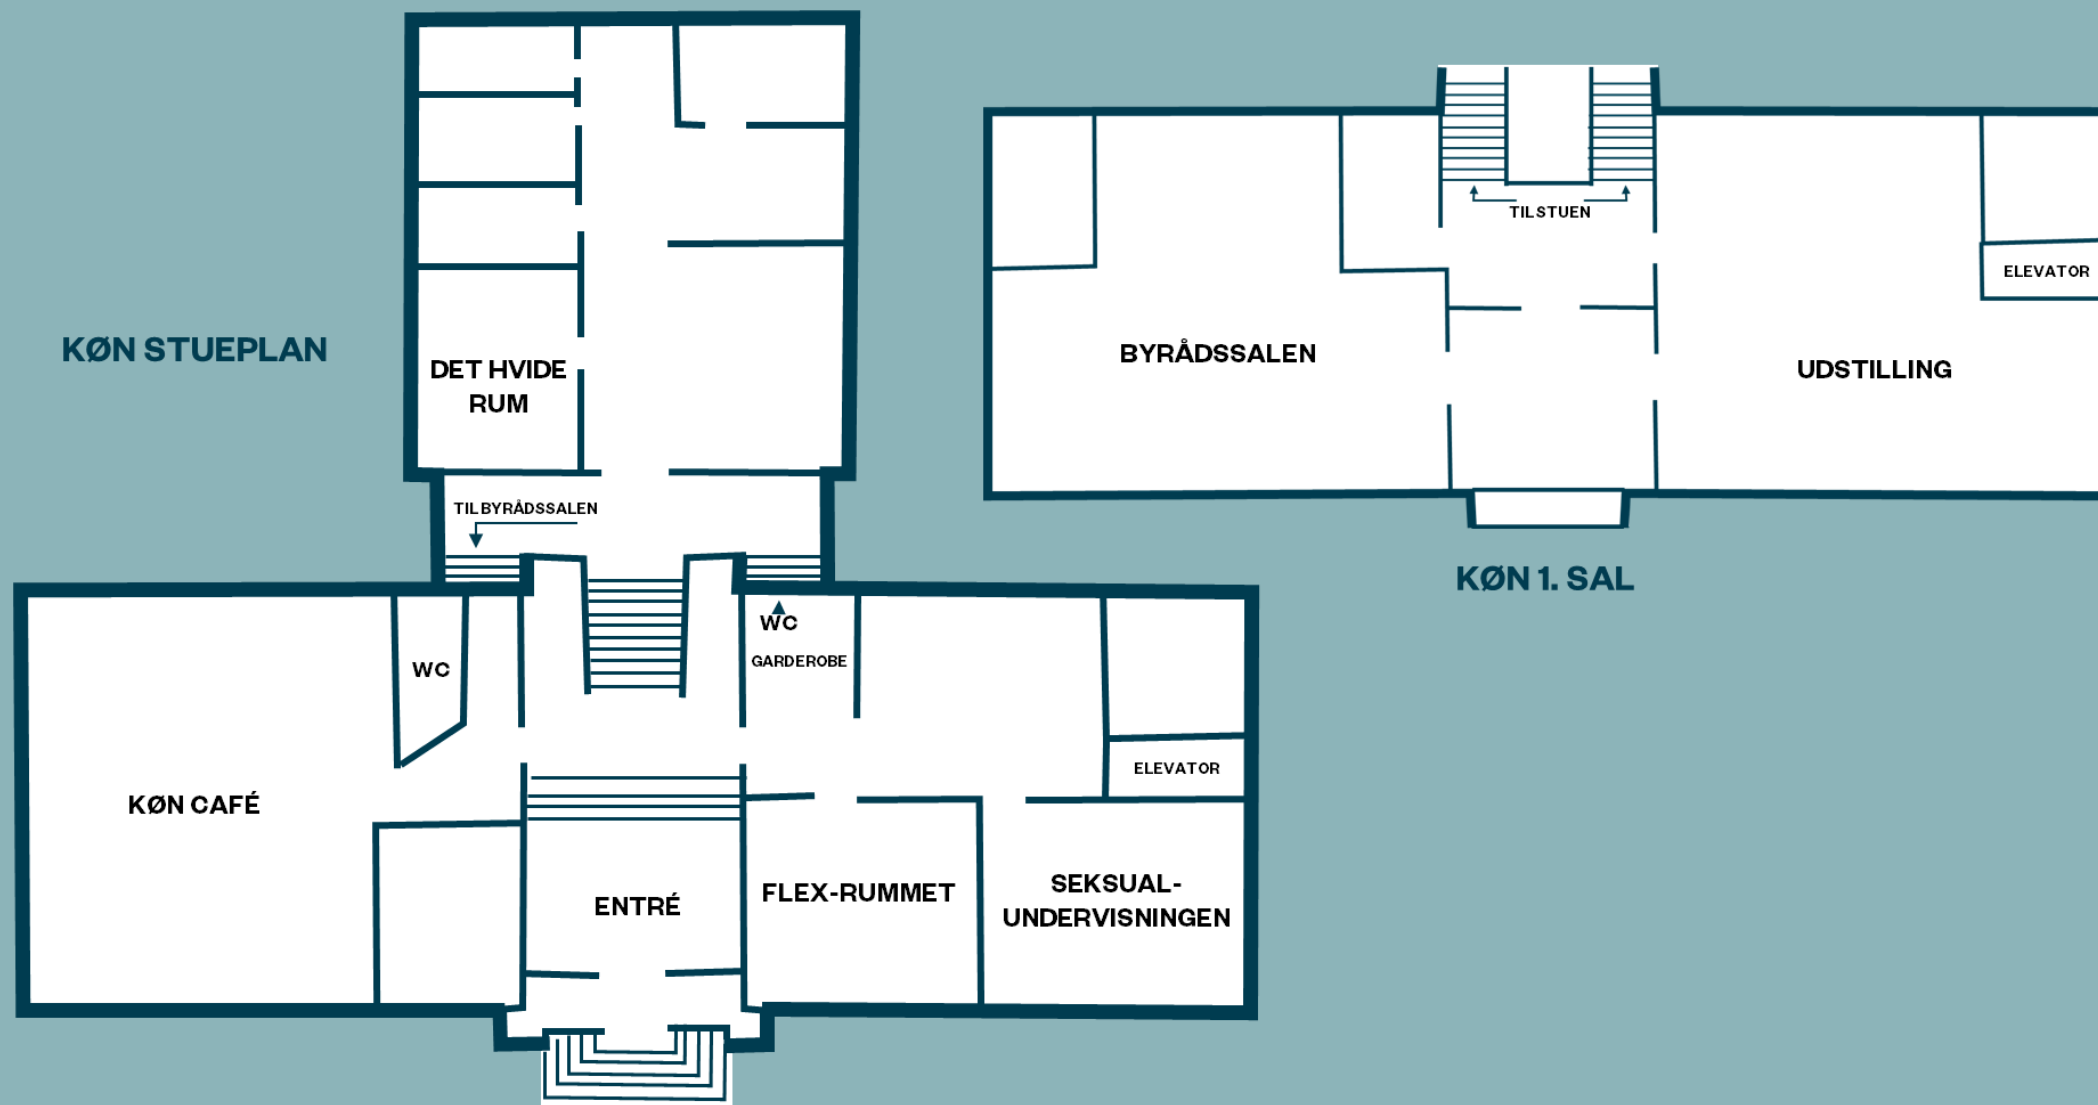 KØN STUEPLAN
DET HVIDE
RUM
TIL BYRÅDSSALEN
WC
WC
GARDEROBE
KØN CAFÉ
ELEVATOR
ENTRÉ
FLEX-RUMMET
SEKSUAL-
UNDERVISNINGEN
TIL STUEN
ELEVATOR
BYRÅDSSALEN
UDSTILLING
KØN 1. SAL